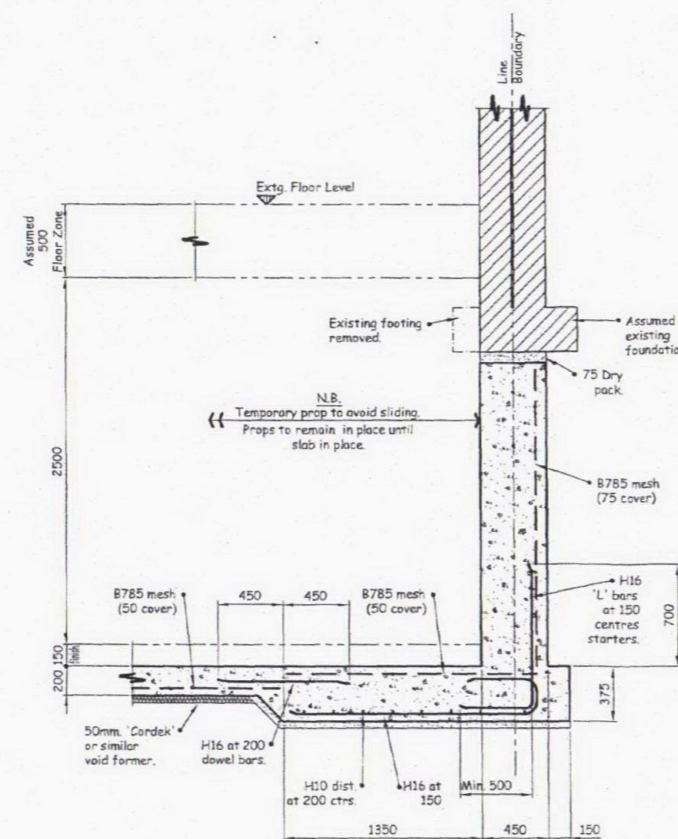 Line
Boundary
Extg. Floor Level
Assumed
500
Floor Zone
Existing footing
removed.
Assumed
existing
foundatio
75 Dry
pack.
N.B.
Temporary prop to avoid sliding.
Props to remain in place until
slab in place.
2500
B785 mesh
(75 cover)
B785 mesh
(50 cover)
450
450
B785 mesh
(50 cover)
H16
'L' bars
at 150
centres
starters.
700
150
finish
200
375
50mm. 'Cordek'
or similar
void former.
H16 at 200
dowel bars.
H10 dist.
at 200 ctrs.
H16 at
150
Min. 500
1350
450
150